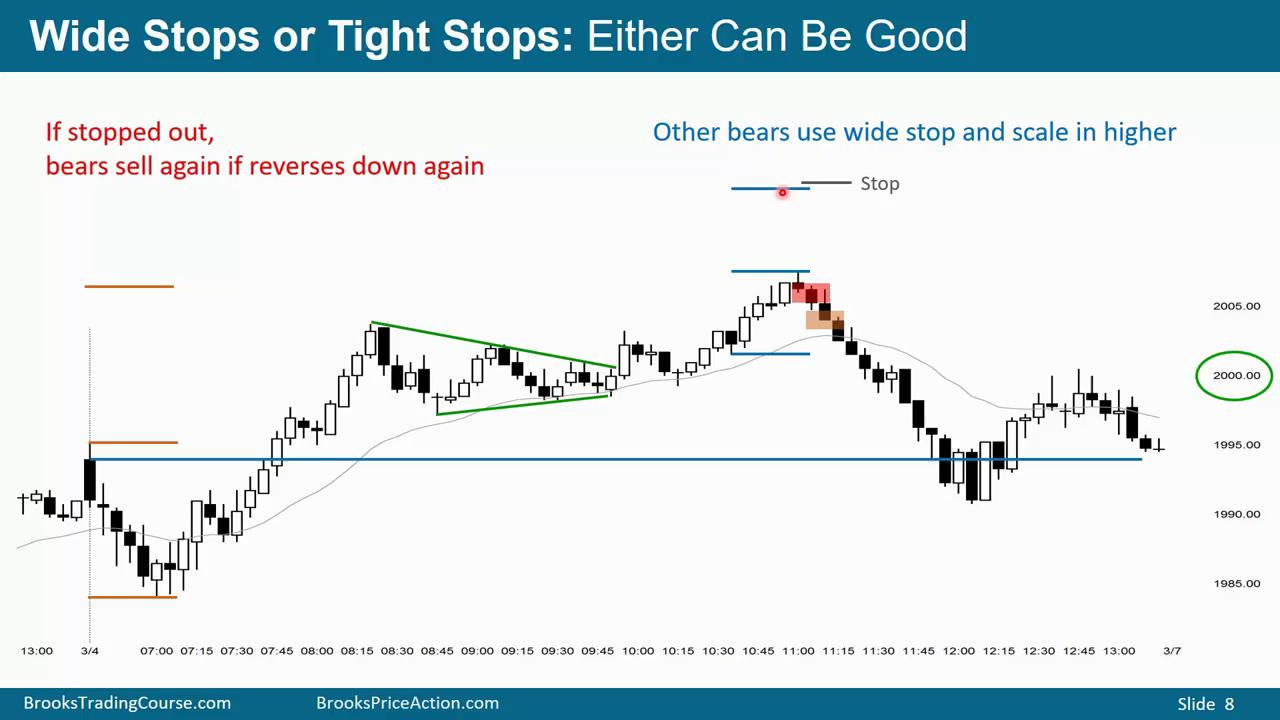 Wide Stops or Tight Stops: Either Can Be Good
If stopped out,
bears sell again if reverses down again
Other bears use wide stop and scale in higher
Stop
2005.00
2000.00
1995.00
1990.00
1985.00
13:00 3/4 07:00 07:15 07:30 07:45 08:00 08:15 08:30 08:45 09:00 09:15 09:30 09:45 10:00 10:15 10:30 10:45 11:00 11:15 11:30 11:45 12:00 12:15 12:30 12:45 13:00 3/7
BrooksTradingCourse.com BrooksPriceAction.com Slide 8